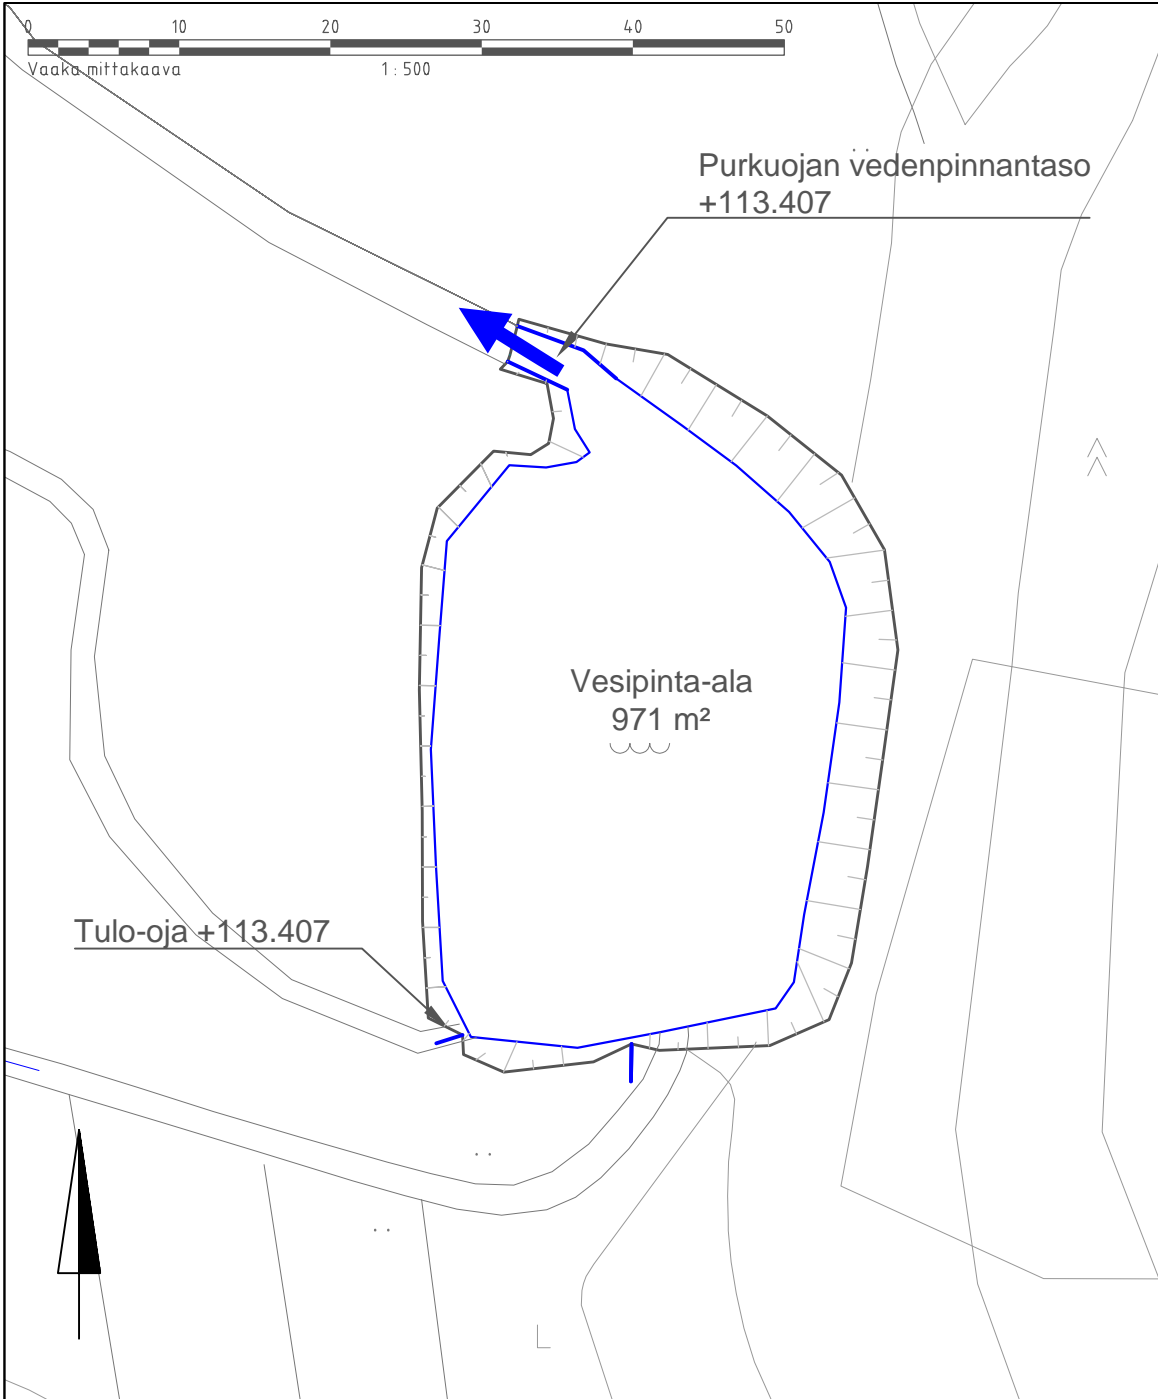 0 10 20 30 40 50
Vaaka mittakaava 1:500
Purkuojan vedenpinnantaso
+113.407
Vesipinta-ala
971 m²
Tulo-oja +113.407